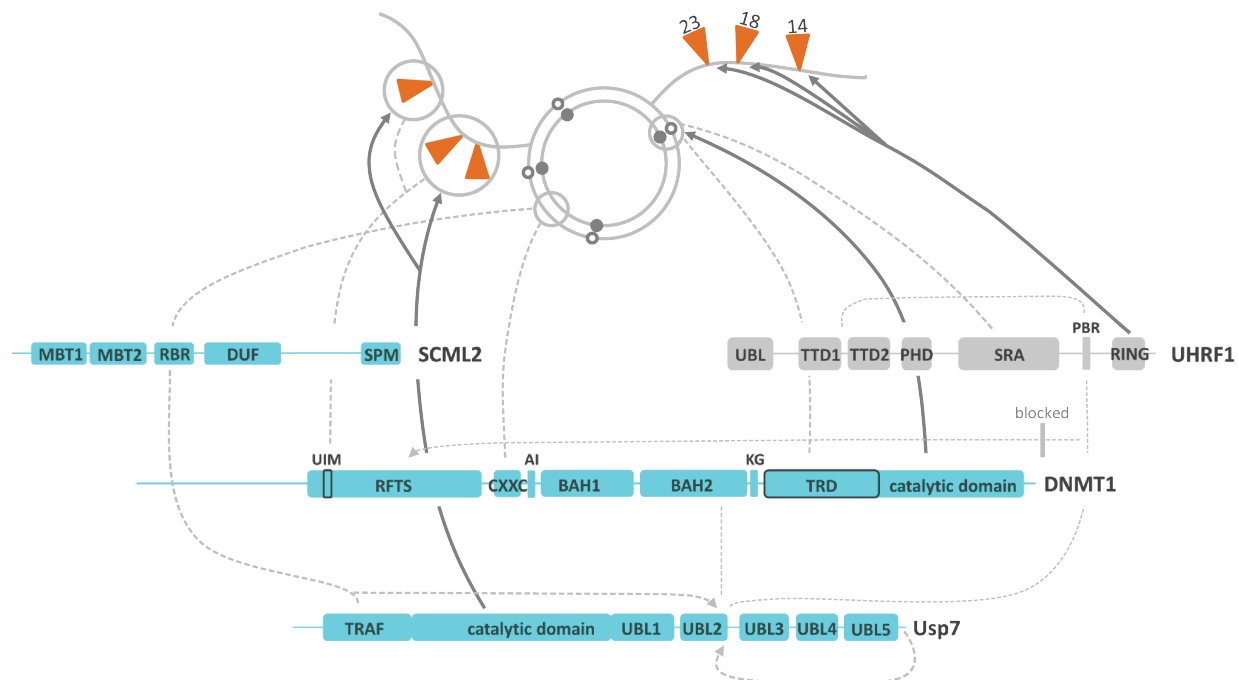 23 18 14
PBR
MBT1 MBT2 RBR DUF SPM SCML2
UBL TTD1 TTD2 PHD SRA RING UHRF1
blocked
UIM AI KG
RFTS CXXC BAH1 BAH2 TRD catalytic domain DNMT1
TRAF catalytic domain UBL1 UBL2 UBL3 UBL4 UBL5 Usp7